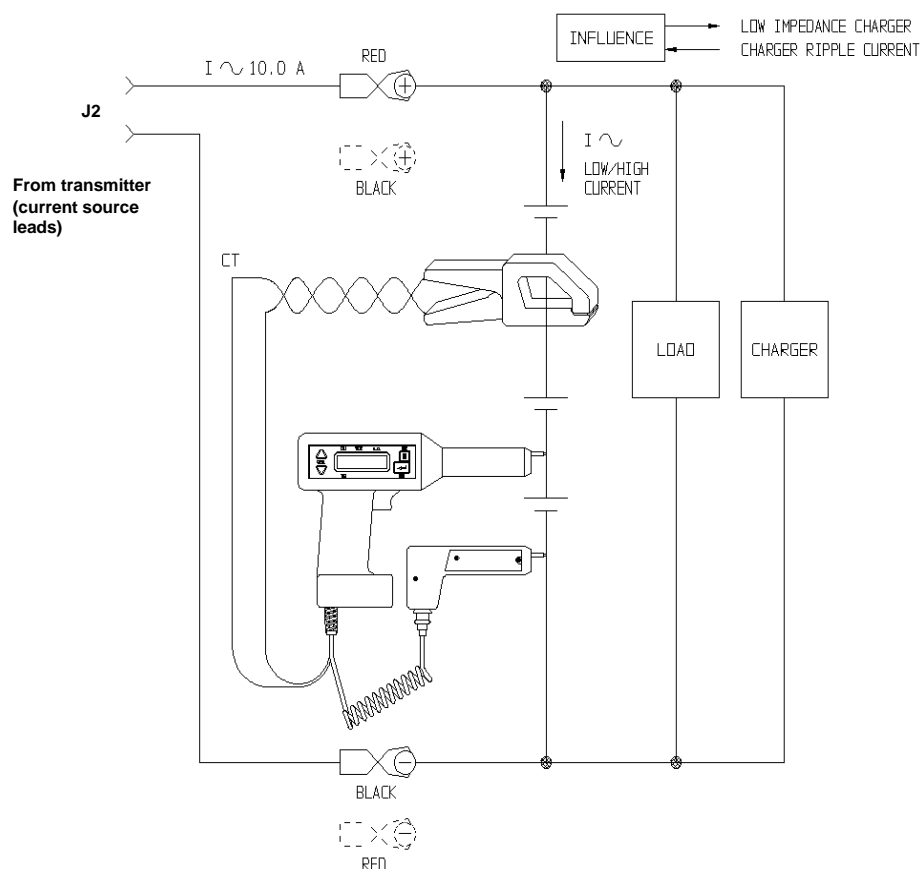 INFLUENCE
LOW IMPEDANCE CHARGER
CHARGER RIPPLE CURRENT
RED
I ∿ 10.0 A
J2
BLACK
I ∿
LOW/HIGH
CURRENT
From transmitter
(current source
leads)
CT
LOAD
CHARGER
BLACK
RED